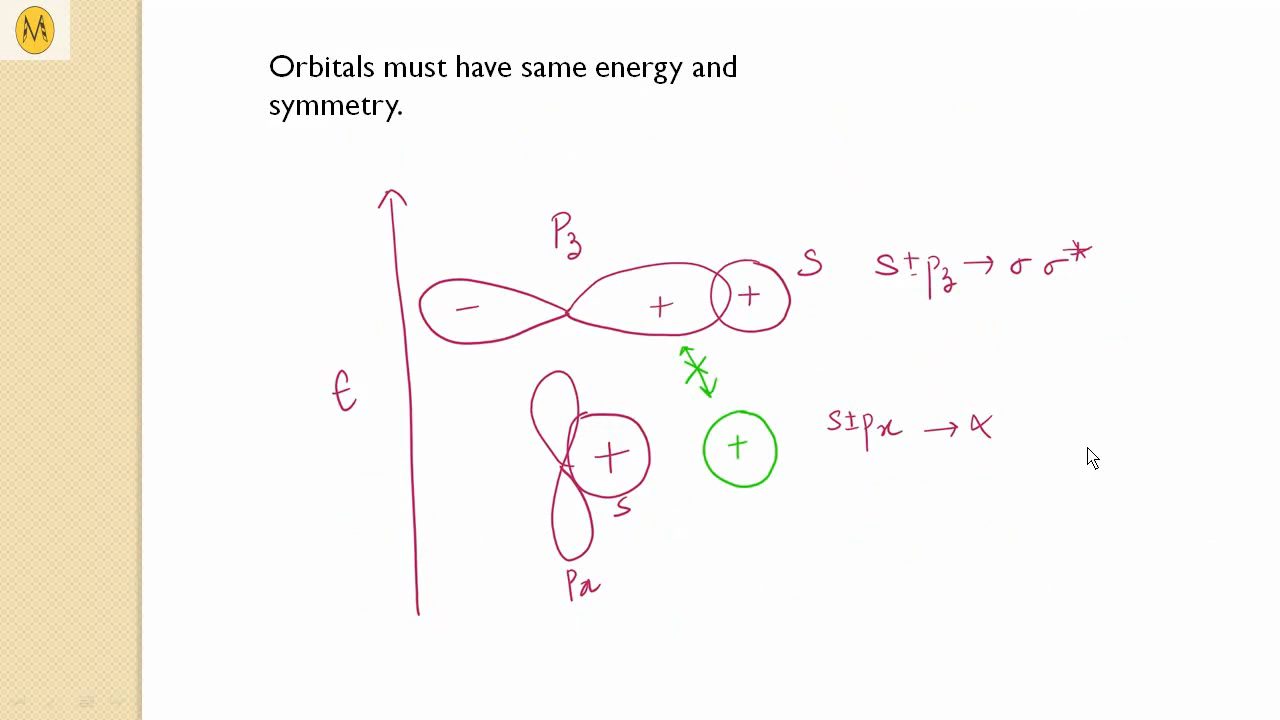 M
Orbitals must have same energy and
symmetry.
Pz
- + + S S±pz → σ σ*
E
+ + S±px → ×
S
Px